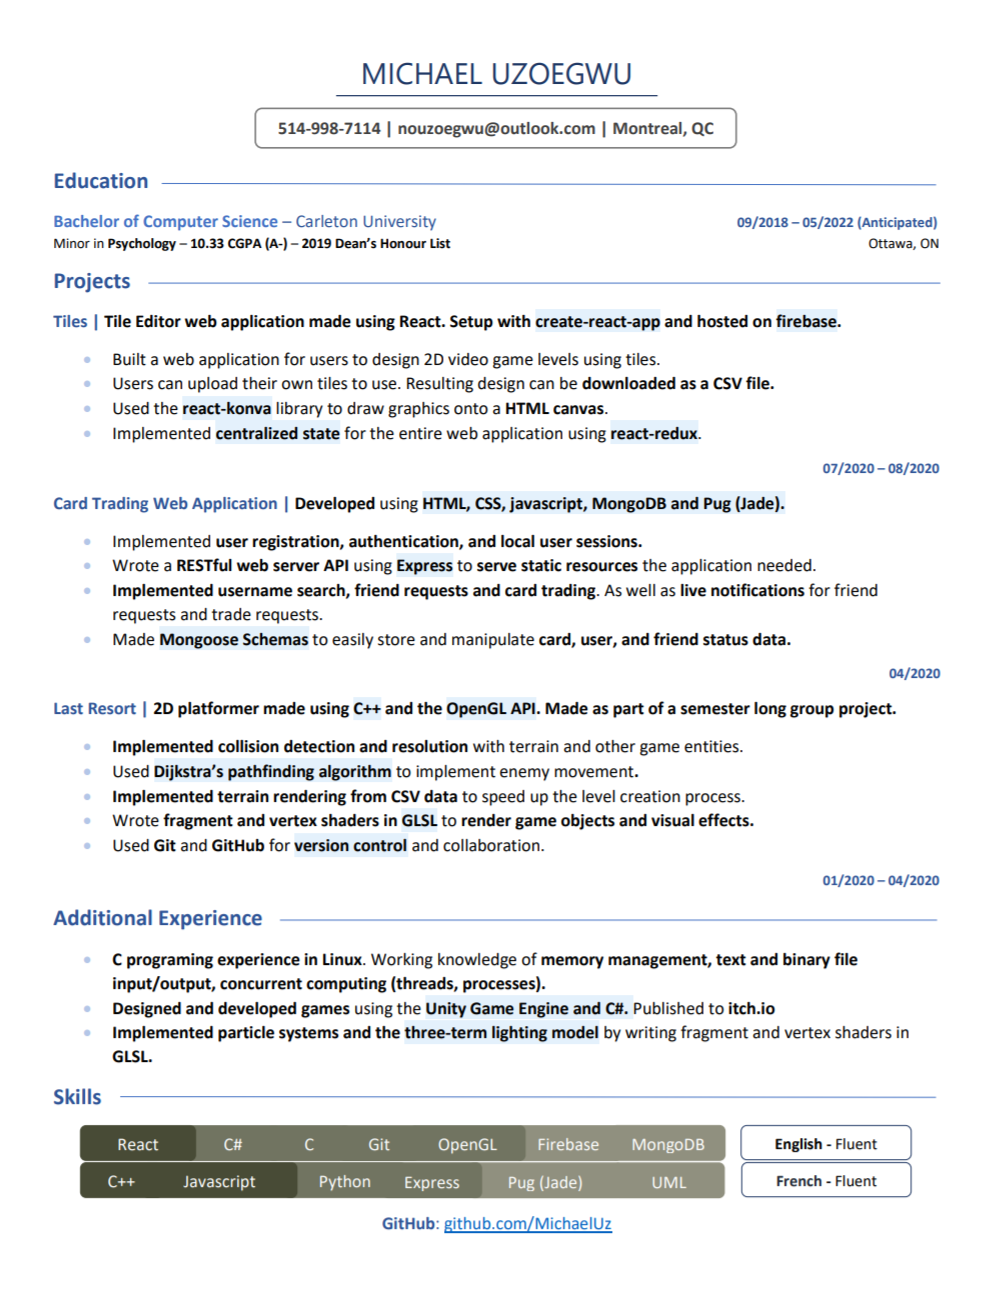 MICHAEL UZOEGWU
514-998-7114 | nouzoegwu@outlook.com | Montreal, QC
Education
Bachelor of Computer Science – Carleton University 09/2018 – 05/2022 (Anticipated)
Minor in Psychology – 10.33 CGPA (A-) – 2019 Dean's Honour List Ottawa, ON
Projects
Tiles | Tile Editor web application made using React. Setup with create-react-app and hosted on firebase.
• Built a web application for users to design 2D video game levels using tiles.
• Users can upload their own tiles to use. Resulting design can be downloaded as a CSV file.
• Used the react-konva library to draw graphics onto a HTML canvas.
• Implemented centralized state for the entire web application using react-redux.
07/2020 – 08/2020
Card Trading Web Application | Developed using HTML, CSS, javascript, MongoDB and Pug (Jade).
• Implemented user registration, authentication, and local user sessions.
• Wrote a RESTful web server API using Express to serve static resources the application needed.
• Implemented username search, friend requests and card trading. As well as live notifications for friend
requests and trade requests.
• Made Mongoose Schemas to easily store and manipulate card, user, and friend status data.
04/2020
Last Resort | 2D platformer made using C++ and the OpenGL API. Made as part of a semester long group project.
• Implemented collision detection and resolution with terrain and other game entities.
• Used Dijkstra's pathfinding algorithm to implement enemy movement.
• Implemented terrain rendering from CSV data to speed up the level creation process.
• Wrote fragment and vertex shaders in GLSL to render game objects and visual effects.
• Used Git and GitHub for version control and collaboration.
01/2020 – 04/2020
Additional Experience
• C programing experience in Linux. Working knowledge of memory management, text and binary file
input/output, concurrent computing (threads, processes).
• Designed and developed games using the Unity Game Engine and C#. Published to itch.io
• Implemented particle systems and the three-term lighting model by writing fragment and vertex shaders in
GLSL.
Skills
React C# C Git OpenGL Firebase MongoDB English - Fluent
C++ Javascript Python Express Pug (Jade) UML French - Fluent
GitHub: github.com/MichaelUz